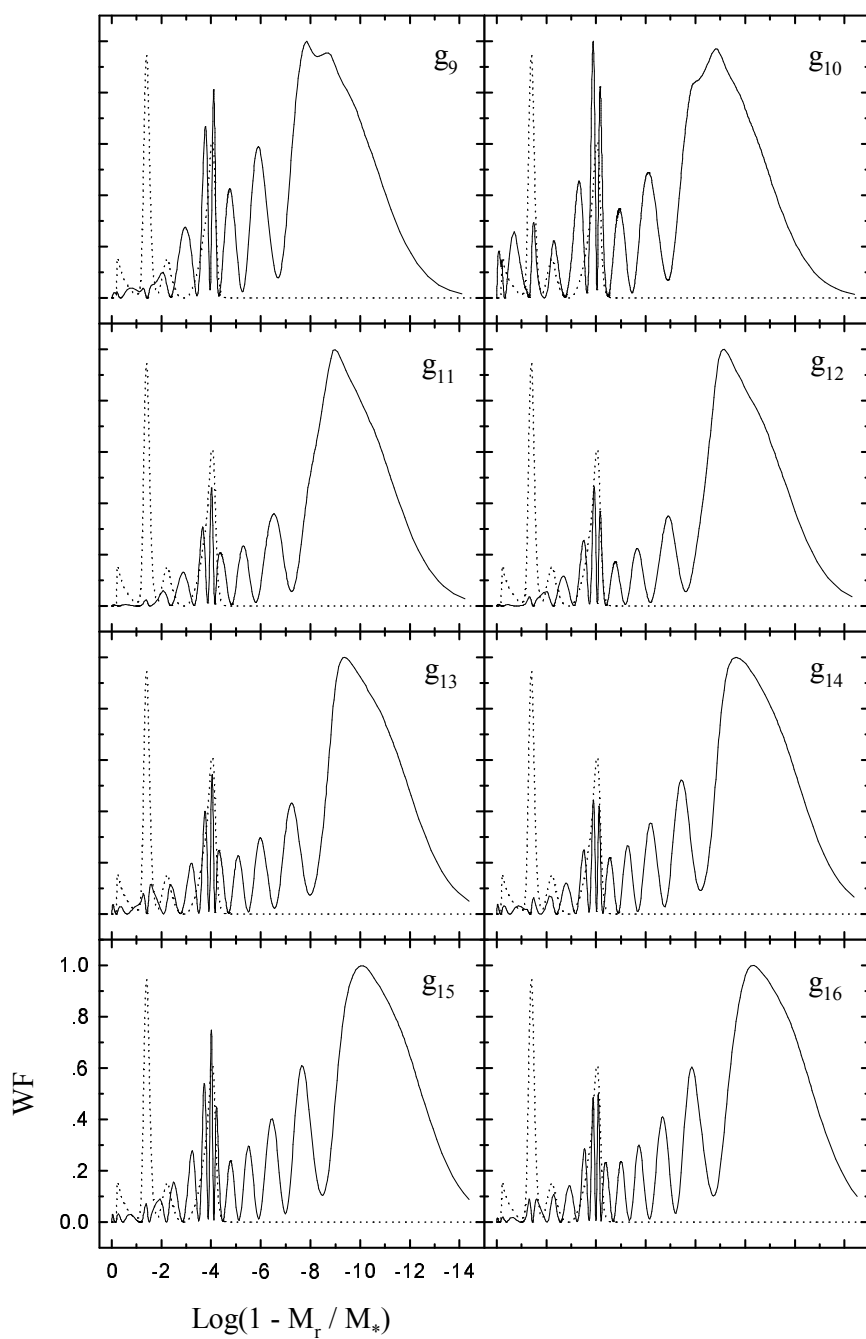 g₉
g₁₀
g₁₁
g₁₂
g₁₃
g₁₄
1.0
.8
.6
.4
.2
0.0
WF
g₁₅
g₁₆
0 -2 -4 -6 -8 -10 -12 -14
Log(1 - Mᵣ / M*)